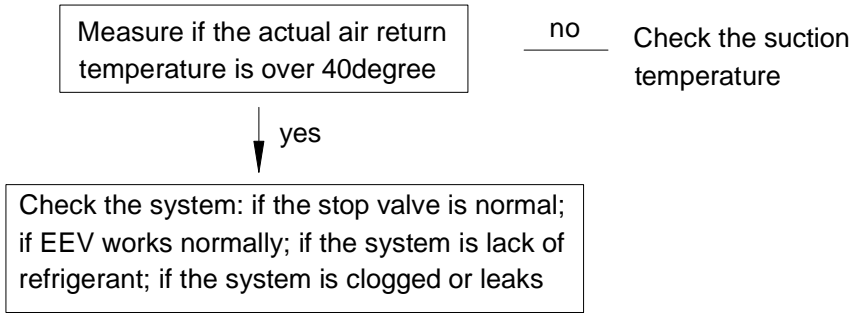 Measure if the actual air return
temperature is over 40degree
no
Check the suction
temperature
yes
Check the system: if the stop valve is normal;
if EEV works normally; if the system is lack of
refrigerant; if the system is clogged or leaks